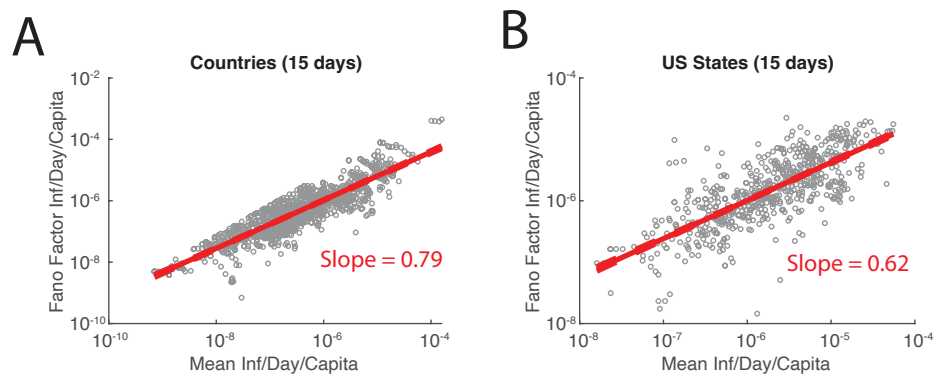 A
Countries (15 days)
Fano Factor Inf/Day/Capita
10-2
10-4
10-6
10-8
10-10
Slope = 0.79
10-10
10-8
10-6
10-4
Mean Inf/Day/Capita
B
US States (15 days)
Fano Factor Inf/Day/Capita
10-4
10-6
10-8
Slope = 0.62
10-8
10-7
10-6
10-5
10-4
Mean Inf/Day/Capita